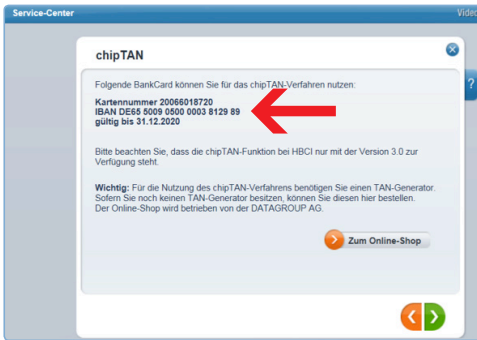 Service-Center
Video
chipTAN
?
Folgende BankCard können Sie für das chipTAN-Verfahren nutzen:
Kartennummer 20066018720
IBAN DE65 5009 0500 0003 8129 89
gültig bis 31.12.2020
Bitte beachten Sie, dass die chipTAN-Funktion bei HBCI nur mit der Version 3.0 zur
Verfügung steht.
Wichtig: Für die Nutzung des chipTAN-Verfahrens benötigen Sie einen TAN-Generator.
Sofern Sie noch keinen TAN-Generator besitzen, können Sie diesen hier bestellen.
Der Online-Shop wird betrieben von der DATAGROUP AG.
Zum Online-Shop